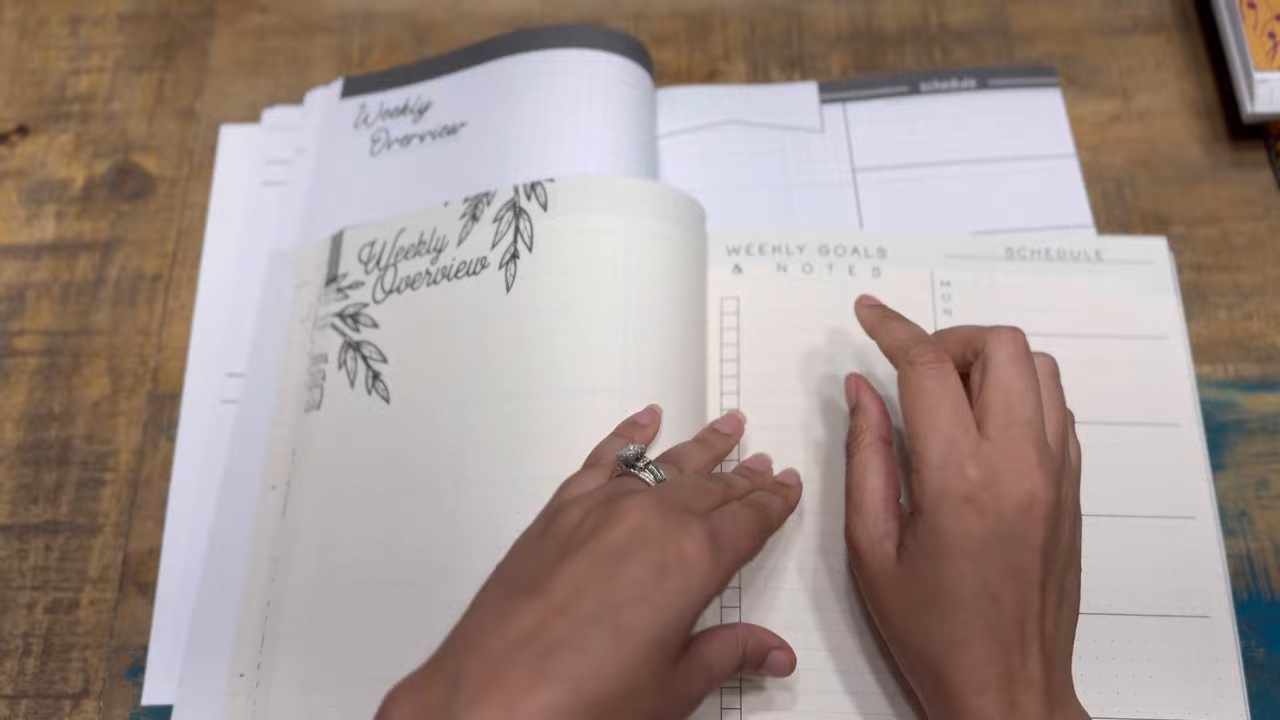 Weekly
Overview
schedule
Weekly
Overview
WEEKLY GOALS
& NOTES
SCHEDULE
MON